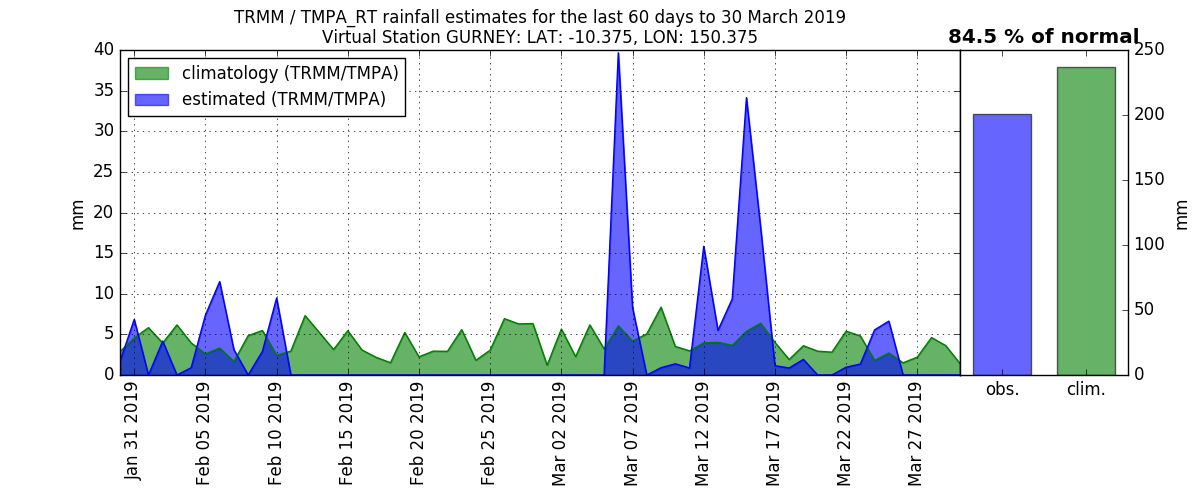 TRMM / TMPA_RT rainfall estimates for the last 60 days to 30 March 2019
Virtual Station GURNEY: LAT: -10.375, LON: 150.375
84.5 % of normal
climatology (TRMM/TMPA)
estimated (TRMM/TMPA)
mm
40
35
30
25
20
15
10
5
0
Jan 31 2019
Feb 05 2019
Feb 10 2019
Feb 15 2019
Feb 20 2019
Feb 25 2019
Mar 02 2019
Mar 07 2019
Mar 12 2019
Mar 17 2019
Mar 22 2019
Mar 27 2019
obs.
clim.
250
200
150
100
50
0
mm